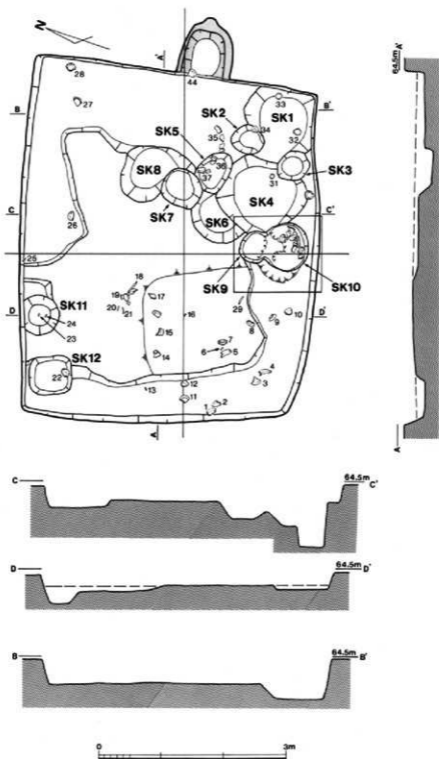 N
A'
64.5m A'
28
44
33
B
B'
27
SK2
SK1
34
35
32
SK5
36
SK8
37
SK3
31
SK4
C
C'
26
SK7
SK6
25
SK9
SK10
18
SK11
19
17
29
D
24
20
21
16
10
D'
9
8
23
15
SK12
7
6
5
14
22
4
12
3
13
11
2
1
A
A
C
64.5m
C'
D
64.5m
D'
B
64.5m
B'
0
3m